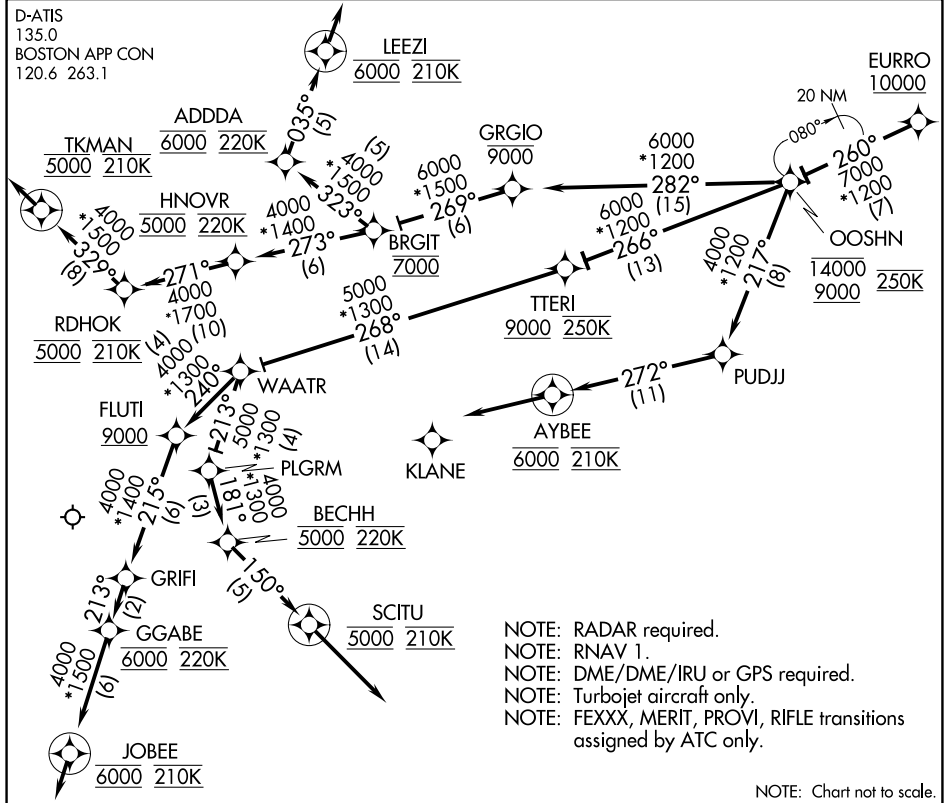 D-ATIS
135.0
BOSTON APP CON
120.6 263.1
LEEZI
6000 210K
EURRO
10000
20 NM
080°
ADDDA
6000 220K
035°
(5)
GRGIO
9000
TKMAN
5000 210K
(5)
4000
*1500
323°
6000
*1500
269°
(6)
6000
*1200
282°
(15)
260°
7000
*1200
(7)
HNOVR
5000 220K
4000
*1400
273°
(6)
BRGIT
7000
6000
*1200
266°
(13)
OOSHN
14000
9000 250K
4000
*1500
329°
(8)
271°
4000
*1700
(10)
4000
*1200
217°
(8)
RDHOK
5000 210K
5000
*1300
268°
(14)
TTERI
9000 250K
(4)
4000
*1300
240°
WAATR
PUDJJ
272°
(11)
FLUTI
9000
213°
5000
*1300
(4)
AYBEE
6000 210K
KLANE
PLGRM
4000
*1400
215°
(6)
4000
*1300
181°
(3)
BECHH
5000 220K
GRIFI
150°
(5)
213°
(2)
GGABE
6000 220K
SCITU
5000 210K
4000
*1500
(6)
JOBEE
6000 210K
NOTE: RADAR required.
NOTE: RNAV 1.
NOTE: DME/DME/IRU or GPS required.
NOTE: Turbojet aircraft only.
NOTE: FEXXX, MERIT, PROVI, RIFLE transitions
assigned by ATC only.
NOTE: Chart not to scale.